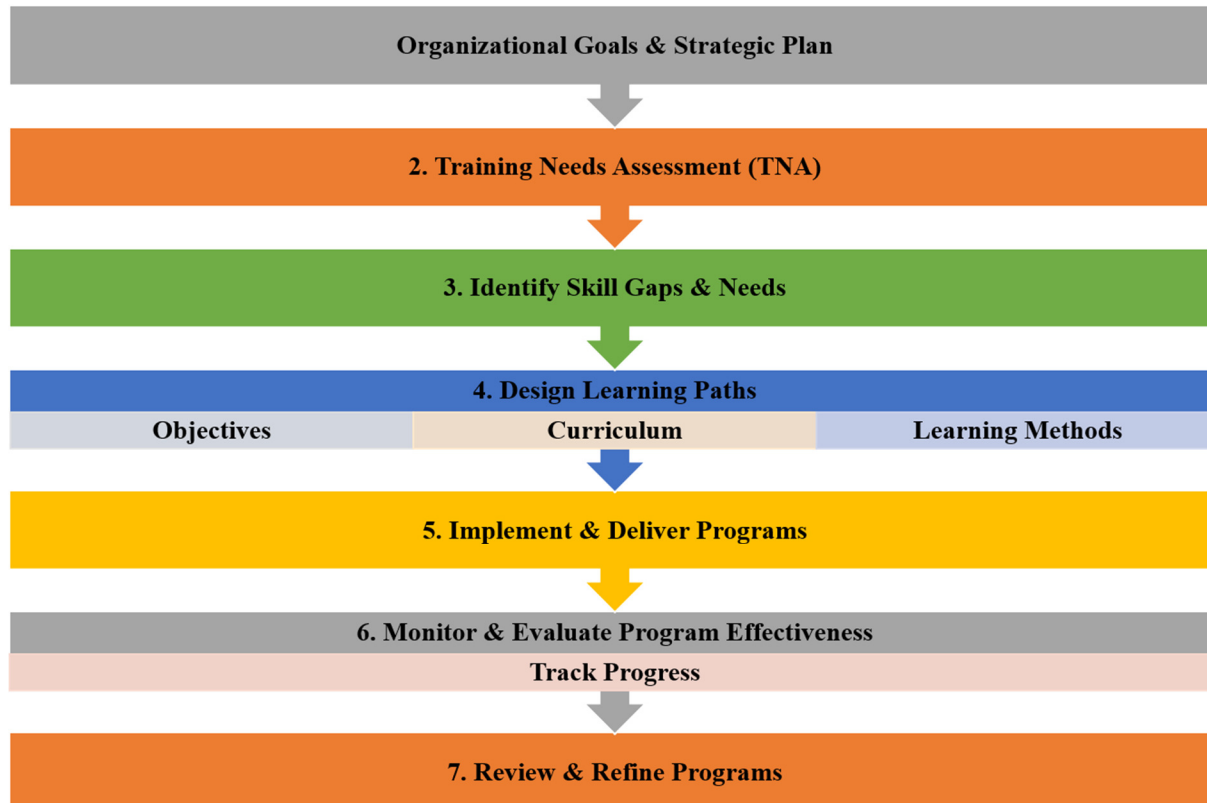 Organizational Goals & Strategic Plan
2. Training Needs Assessment (TNA)
3. Identify Skill Gaps & Needs
4. Design Learning Paths
Objectives
Curriculum
Learning Methods
5. Implement & Deliver Programs
6. Monitor & Evaluate Program Effectiveness
Track Progress
7. Review & Refine Programs